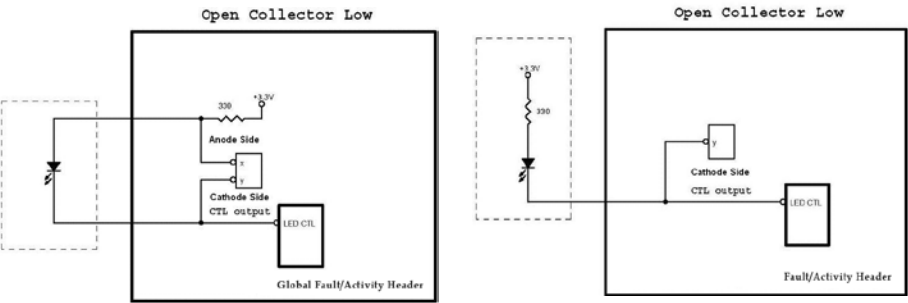 Open Collector Low
+3.3V
330
Anode Side
x
y
Cathode Side
CTL output
LED CTL
Global Fault/Activity Header
Open Collector Low
+3.3V
330
y
Cathode Side
CTL output
LED CTL
Fault/Activity Header